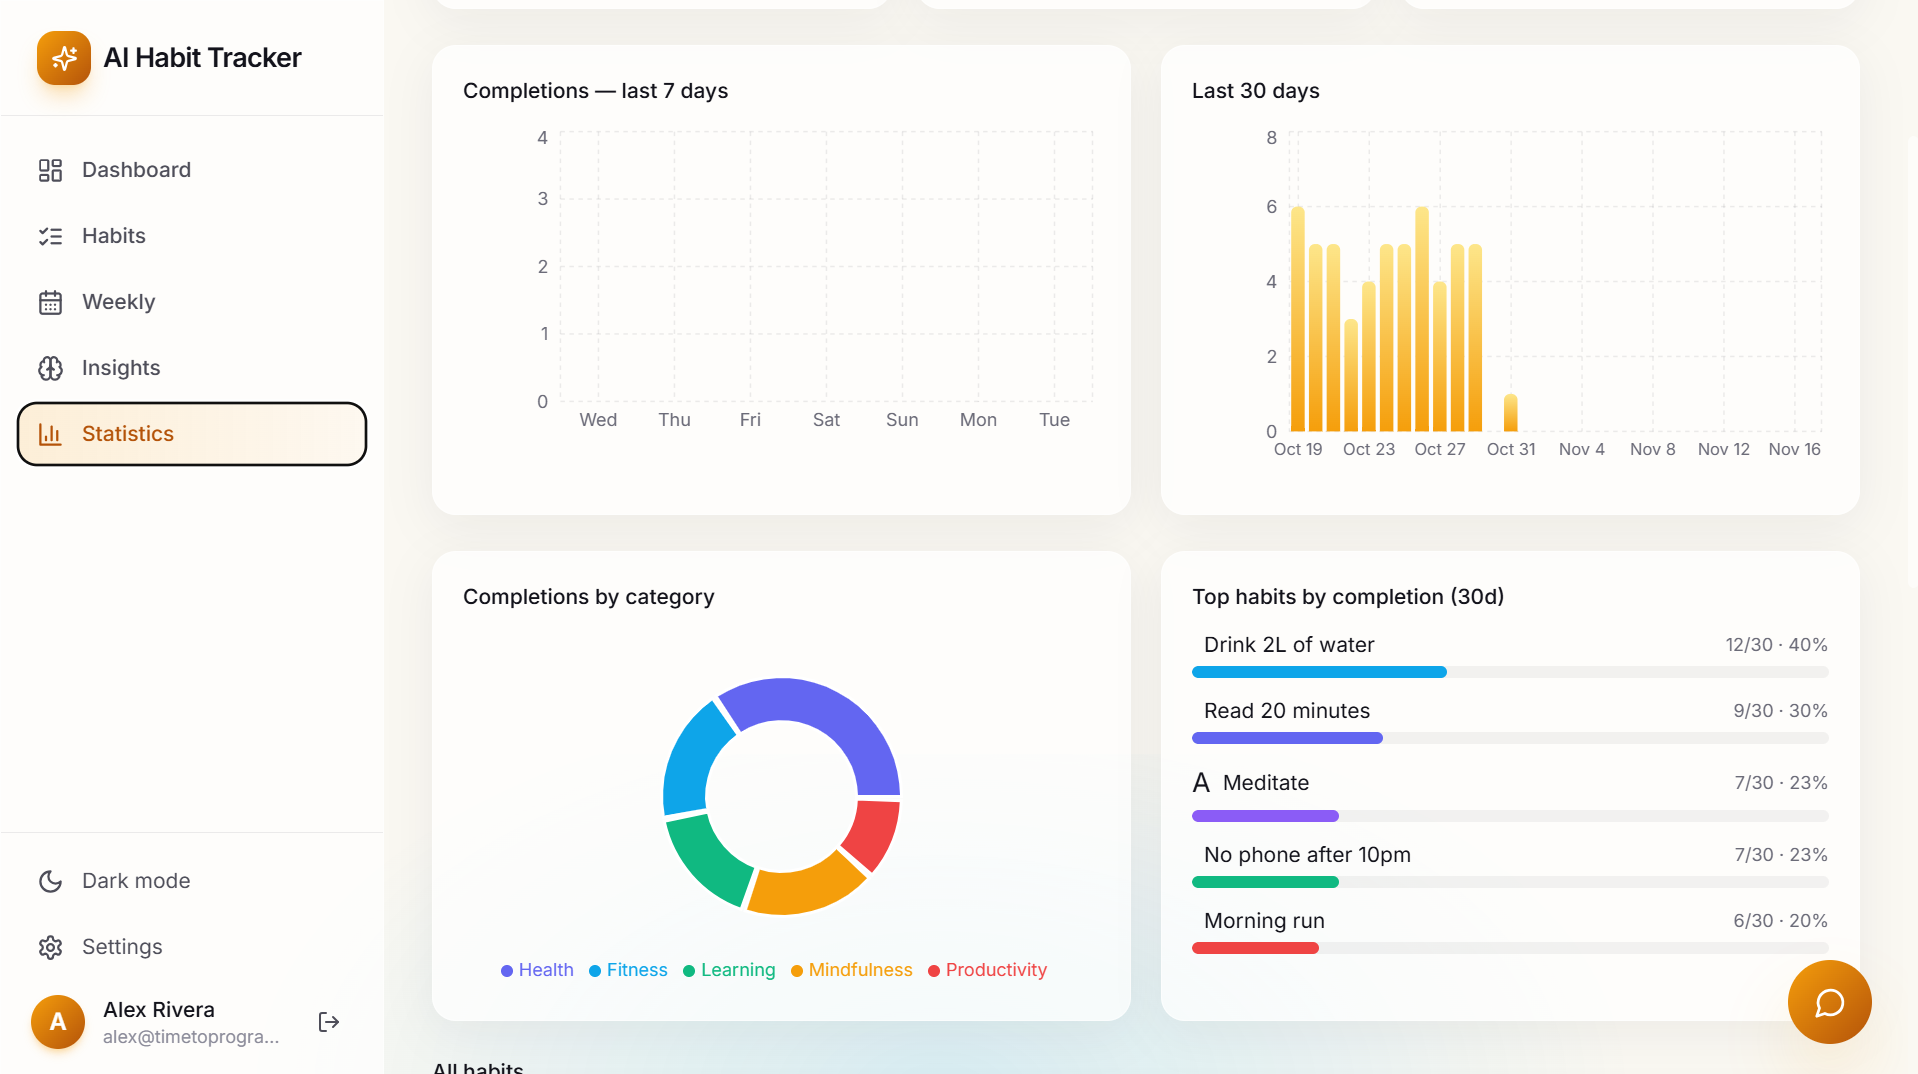 AI Habit Tracker
Dashboard
Habits
Weekly
Insights
Statistics
Dark mode
Settings
A
Alex Rivera
alex@timetoprogra...
Completions — last 7 days
4
3
2
1
0
Wed Thu Fri Sat Sun Mon Tue
Last 30 days
8
6
4
2
0
Oct 19 Oct 23 Oct 27 Oct 31 Nov 4 Nov 8 Nov 12 Nov 16
Completions by category
Health Fitness Learning Mindfulness Productivity
Top habits by completion (30d)
Drink 2L of water 12/30 · 40%
Read 20 minutes 9/30 · 30%
A Meditate 7/30 · 23%
No phone after 10pm 7/30 · 23%
Morning run 6/30 · 20%
All habits